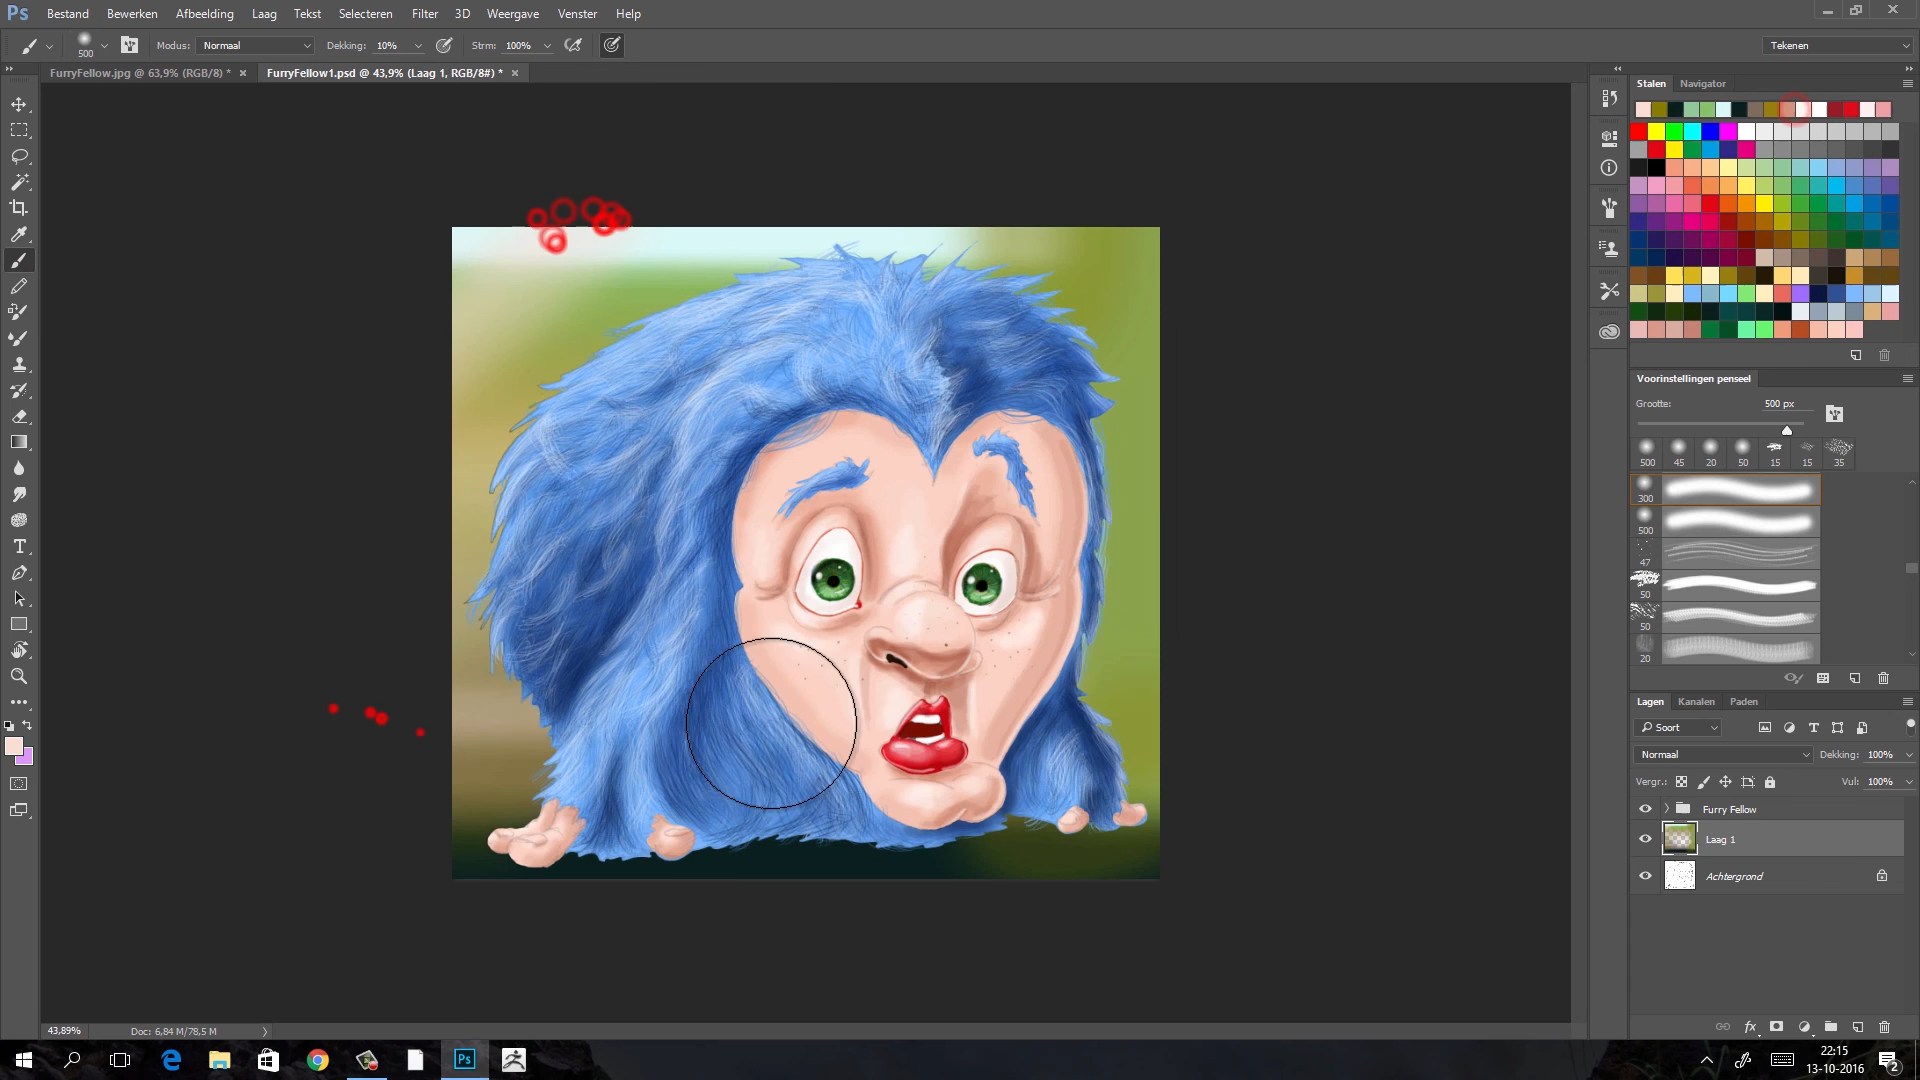 Ps Bestand Bewerken Afbeelding Laag Tekst Selecteren Filter 3D Weergave Venster Help
500 Modus: Normaal Dekking: 10% Strm: 100% Tekenen
FurryFellow.jpg @ 63,9% (RGB/8) * FurryFellow1.psd @ 43,9% (Laag 1, RGB/8#) *
Stalen Navigator
Voorinstellingen penseel
Grootte: 500 px
500 45 20 50 15 15 35
300
500
47
50
50
20
Lagen Kanalen Paden
Soort
Normaal Dekking: 100%
Vergr.: Vul: 100%
Furry Fellow
Laag 1
Achtergrond
43,89% Doc: 6,84 M/78,5 M
Ps
22:15
13-10-2016
2